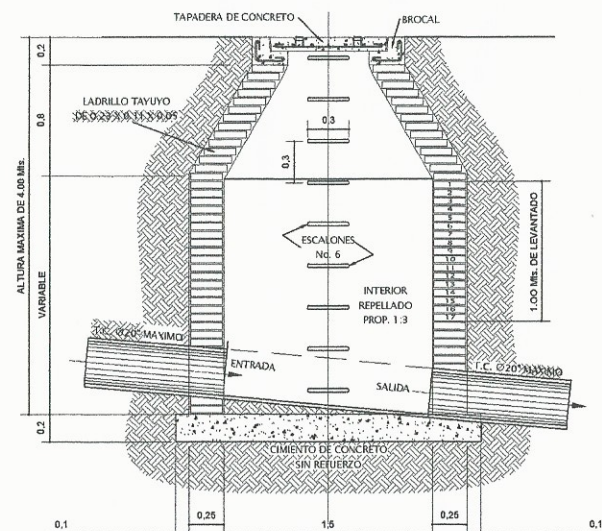 TAPADERA DE CONCRETO
BROCAL
0,2
LADRILLO TAYUYO
DE 0.23 X 0.11 X 0.05
0,3
0,8
0,3
ALTURA MAXIMA DE 4.00 Mts.
1
2
3
4
5
6
7
8
9
10
11
12
13
14
15
16
17
ESCALONES
No. 6
1.00 Mts. DE LEVANTADO
VARIABLE
INTERIOR
REPELLADO
PROP. 1:3
T.C. Ø20" MAXIMO
ENTRADA
T.C. Ø20" MAXIMO
SALIDA
0,2
CIMIENTO DE CONCRETO
SIN REFUERZO
0,1
0,25
1,5
0,25
0,1